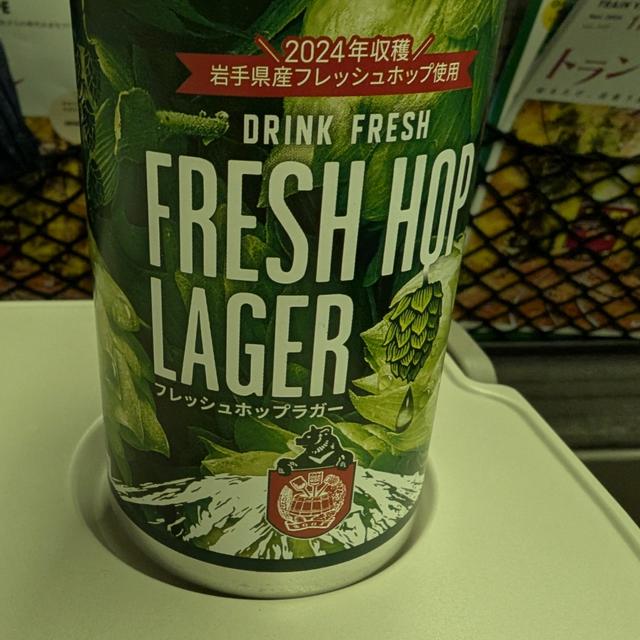 2024年収穫
岩手県産フレッシュホップ使用
DRINK FRESH
FRESH HOP
LAGER
フレッシュホップラガー
TRAIN
トラン